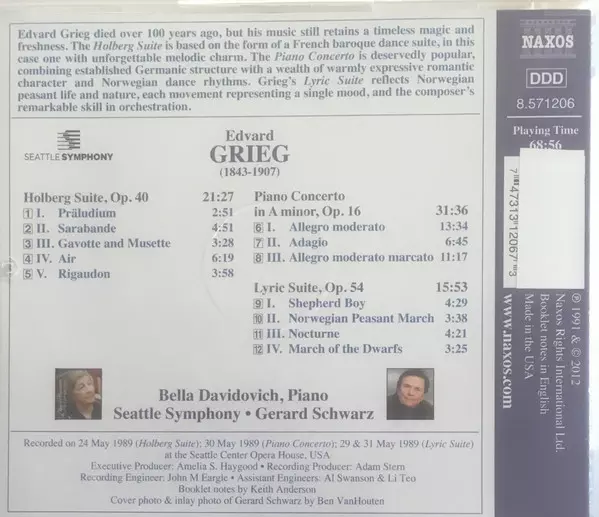 Edvard Grieg died over 100 years ago, but his music still retains a timeless magic and
freshness. The Holberg Suite is based on the form of a French baroque dance suite, in this
case one with unforgettable melodic charm. The Piano Concerto is deservedly popular,
combining established Germanic structure with a wealth of warmly expressive romantic
character and Norwegian dance rhythms. Grieg's Lyric Suite reflects Norwegian
peasant life and nature, each movement representing a single mood, and the composer's
remarkable skill in orchestration.
SEATTLE SYMPHONY
Edvard
GRIEG
(1843-1907)
Holberg Suite, Op. 40 21:27
1 I. Präludium 2:51
2 II. Sarabande 4:51
3 III. Gavotte and Musette 3:28
4 IV. Air 6:19
5 V. Rigaudon 3:58
Piano Concerto
in A minor, Op. 16 31:36
6 I. Allegro moderato 13:34
7 II. Adagio 6:45
8 III. Allegro moderato marcato 11:17
Lyric Suite, Op. 54 15:53
9 I. Shepherd Boy 4:29
10 II. Norwegian Peasant March 3:38
11 III. Nocturne 4:21
12 IV. March of the Dwarfs 3:25
Bella Davidovich, Piano
Seattle Symphony • Gerard Schwarz
Recorded on 24 May 1989 (Holberg Suite); 30 May 1989 (Piano Concerto); 29 & 31 May 1989 (Lyric Suite)
at the Seattle Center Opera House, USA
Executive Producer: Amelia S. Haygood • Recording Producer: Adam Stern
Recording Engineer: John M Eargle • Assistant Engineers: Al Swanson & Li Teo
Booklet notes by Keith Anderson
Cover photo & inlay photo of Gerard Schwarz by Ben VanHouten
NAXOS
DDD
8.571206
Playing Time
68:56
7 47313 12067 3
℗ 1991 & © 2012
Naxos Rights International Ltd.
Booklet notes in English
Made in the USA
www.naxos.com